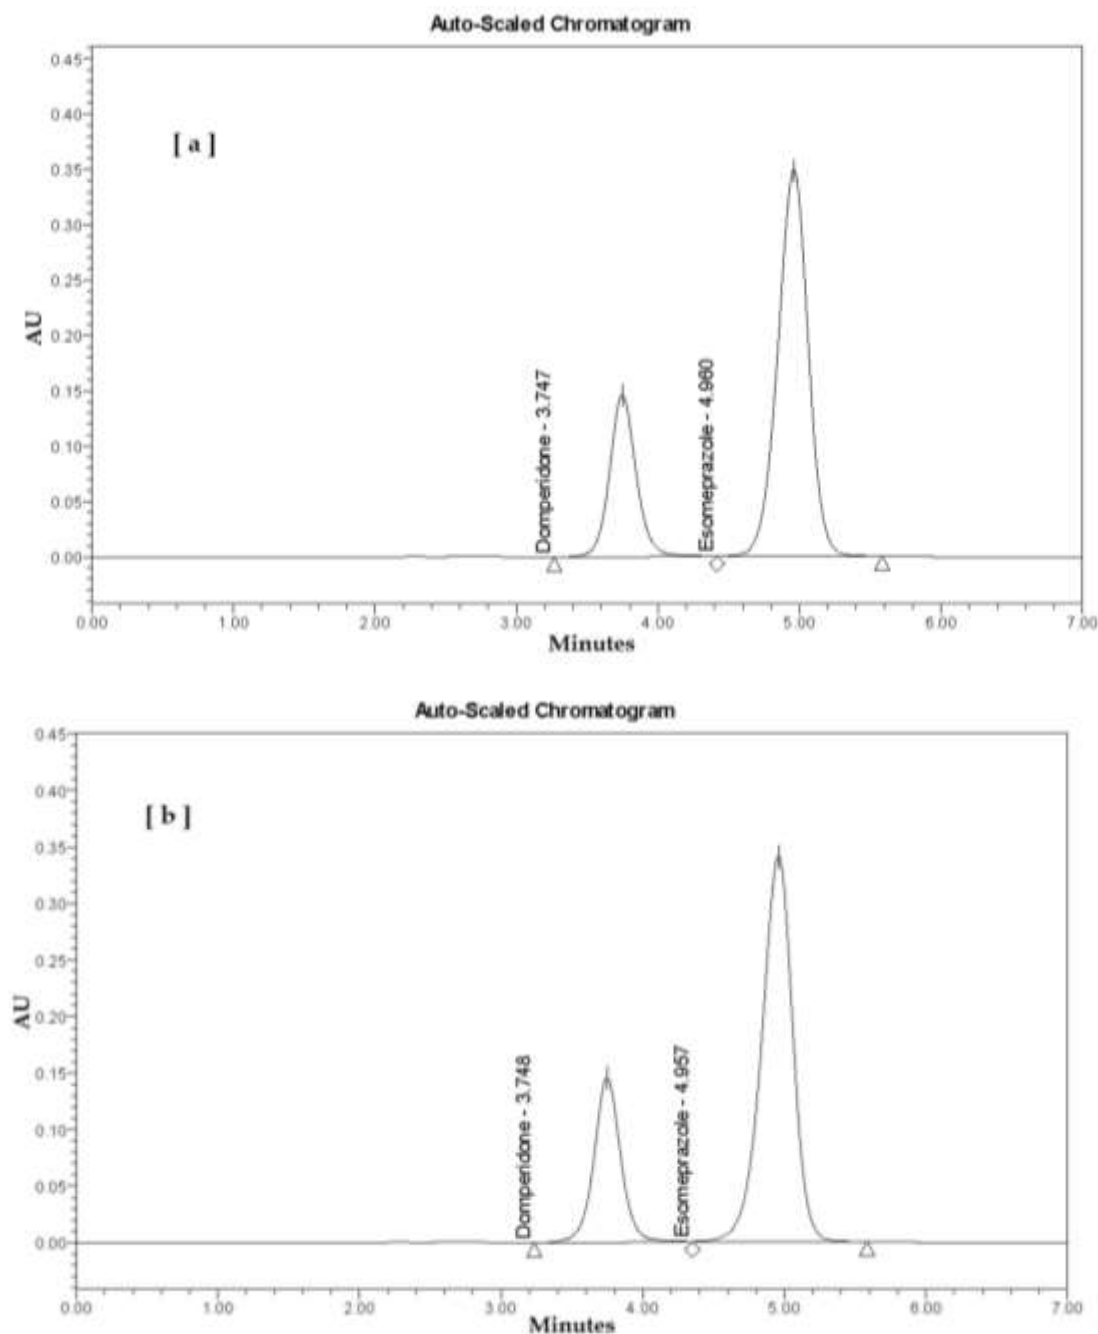 Auto-Scaled Chromatogram
0.45
0.40
[ a ]
0.35
0.30
0.25
0.20
AU
0.15
0.10
0.05
0.00
Domperidone - 3.747
Esomeprazole - 4.960
0.00 1.00 2.00 3.00 4.00 5.00 6.00 7.00
Minutes
Auto-Scaled Chromatogram
0.45
0.40
[ b ]
0.35
0.30
0.25
0.20
AU
0.15
0.10
0.05
0.00
Domperidone - 3.748
Esomeprazole - 4.957
0.00 1.00 2.00 3.00 4.00 5.00 6.00 7.00
Minutes